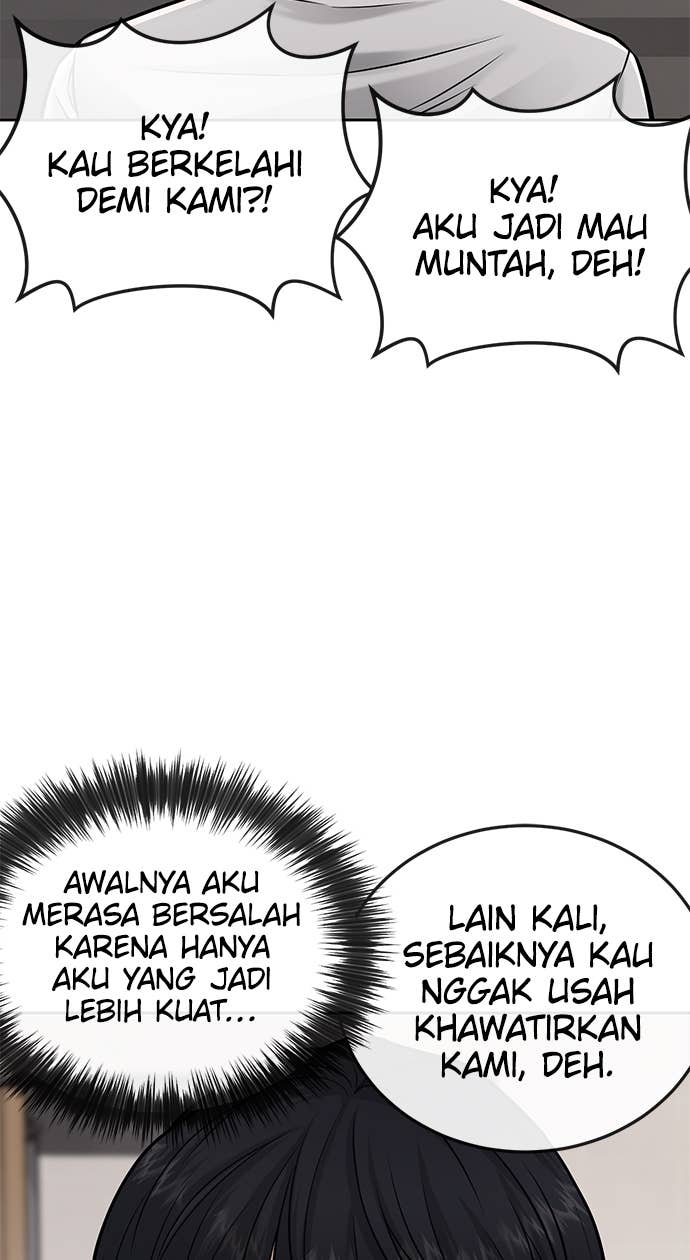 KYA!
KAU BERKELAHI
DEMI KAMI?!
KYA!
AKU JADI MAU
MUNTAH, DEH!
AWALNYA AKU
MERASA BERSALAH
KARENA HANYA
AKU YANG JADI
LEBIH KUAT...
LAIN KALI,
SEBAIKNYA KAU
NGGAK USAH
KHAWATIRKAN
KAMI, DEH.